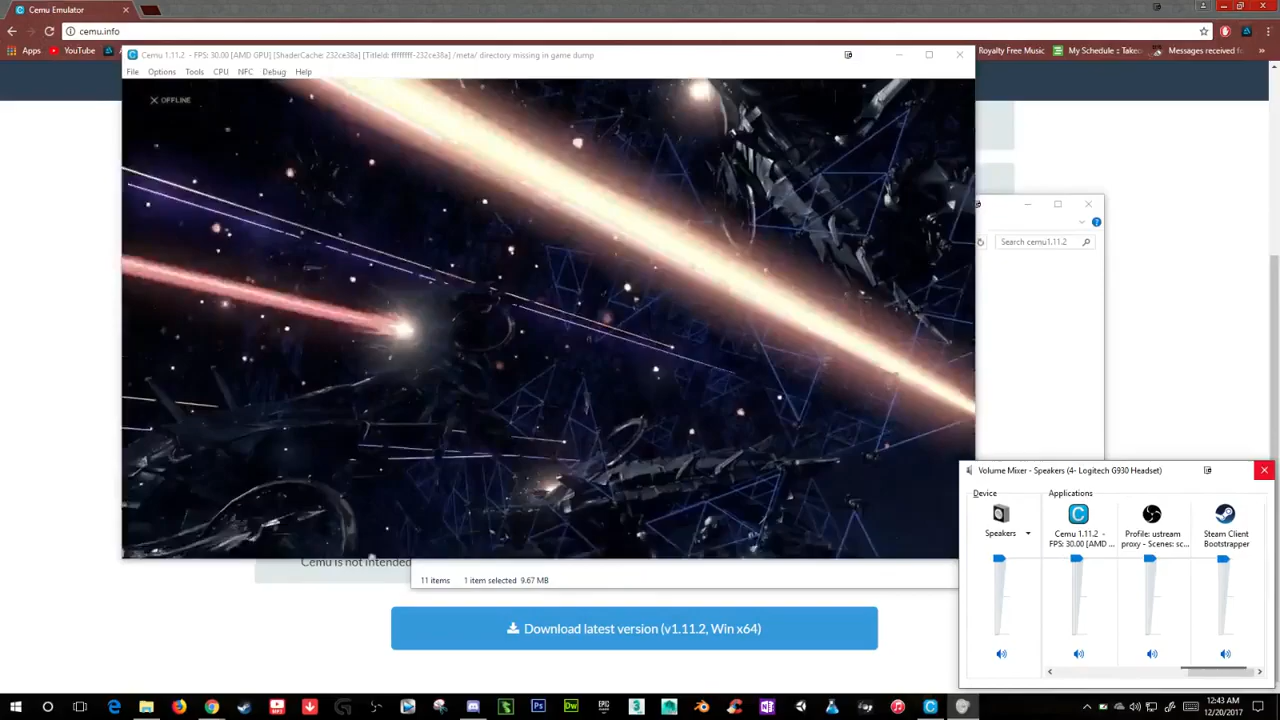 Cemu Emulator
cemu.info
Apps
YouTube
Royalty Free Music
My Schedule :: Takec
Messages received
Cemu 1.11.2 - FPS: 30.00 [AMD GPU] [ShaderCache: 232ce38a] [TitleId: ffffffff-232ce38a] /meta/ directory missing in game dump
File Options Tools CPU NFC Debug Help
OFFLINE
Search cemu1.11.2
Cemu is not intended
11 items 1 item selected 9.67 MB
Download latest version (v1.11.2, Win x64)
Volume Mixer - Speakers (4- Logitech G930 Headset)
Device
Applications
Speakers
Cemu 1.11.2 -
FPS: 30.00 [AMD ...
Profile: ustream
proxy - Scenes: sc...
Steam Client
Bootstrapper
12:43 AM
12/20/2017